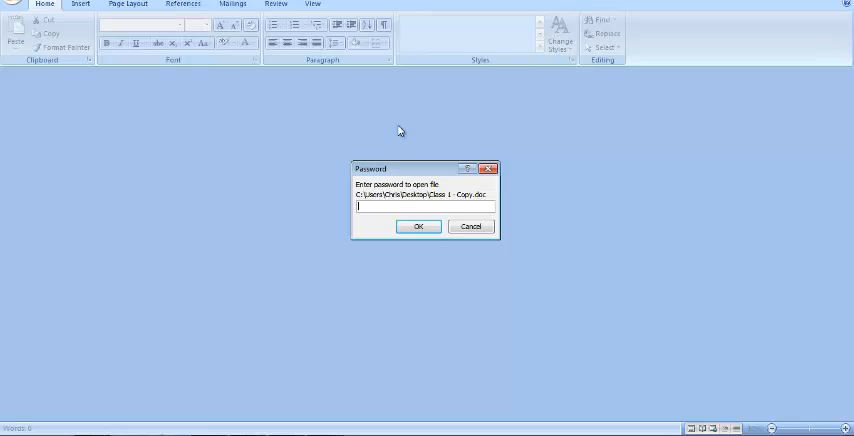 Home Insert Page Layout References Mailings Review View
Cut
Copy
Format Painter
Paste
Change
Styles
Find
Replace
Select
Clipboard Font Paragraph Styles Editing
Password
Enter password to open file
C:\Users\Chris\Desktop\Class 1 - Copy.doc
OK Cancel
Words: 0